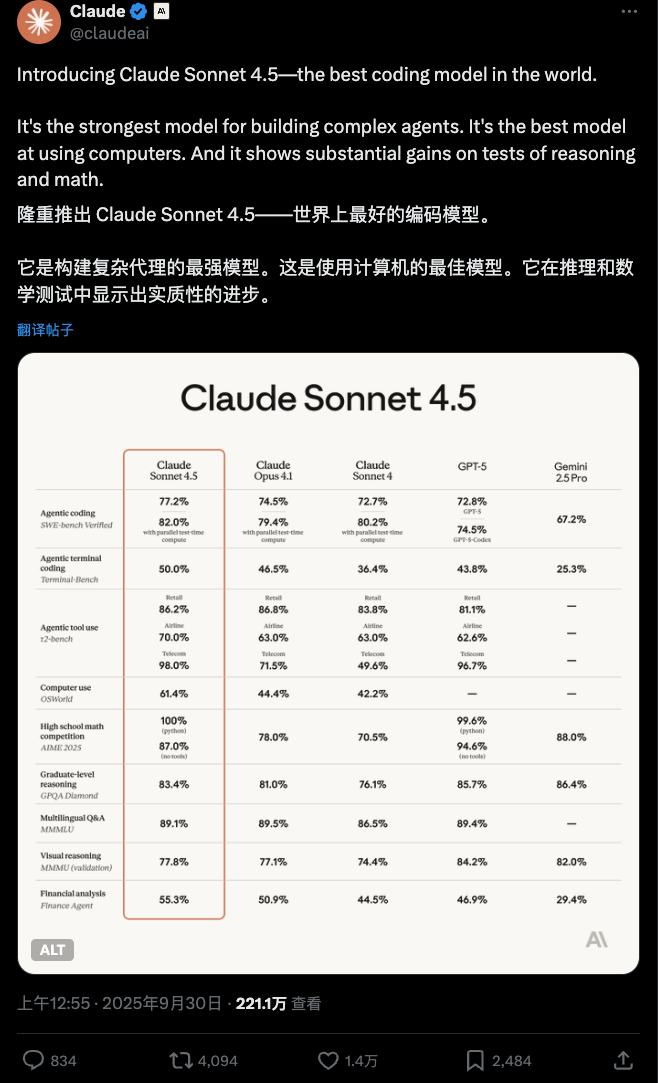 Claude
@claudeai
Introducing Claude Sonnet 4.5—the best coding model in the world.
It's the strongest model for building complex agents. It's the best model
at using computers. And it shows substantial gains on tests of reasoning
and math.
隆重推出 Claude Sonnet 4.5——世界上最好的编码模型。
它是构建复杂代理的最强模型。这是使用计算机的最佳模型。它在推理和数
学测试中显示出实质性的进步。
翻译帖子
Claude Sonnet 4.5
Claude
Sonnet 4.5
Claude
Opus 4.1
Claude
Sonnet 4
GPT-5
Gemini
2.5 Pro
Agentic coding
SWE-bench Verified
77.2%
82.0%
with parallel test-time
compute
74.5%
79.4%
with parallel test-time
compute
72.7%
80.2%
with parallel test-time
compute
72.8%
GPT-5
74.5%
GPT-5-Codex
67.2%
Agentic terminal
coding
Terminal-Bench
50.0%
46.5%
36.4%
43.8%
25.3%
Agentic tool use
τ2-bench
Retail
86.2%
Airline
70.0%
Telecom
98.0%
Retail
86.8%
Airline
63.0%
Telecom
71.5%
Retail
83.8%
Airline
63.0%
Telecom
49.6%
Retail
81.1%
Airline
62.6%
Telecom
96.7%
—
—
—
Computer use
OSWorld
61.4%
44.4%
42.2%
—
—
High school math
competition
AIME 2025
100%
(python)
87.0%
(no tools)
78.0%
70.5%
99.6%
(python)
94.6%
(no tools)
88.0%
Graduate-level
reasoning
GPQA Diamond
83.4%
81.0%
76.1%
85.7%
86.4%
Multilingual Q&A
MMMLU
89.1%
89.5%
86.5%
89.4%
—
Visual reasoning
MMMU (validation)
77.8%
77.1%
74.4%
84.2%
82.0%
Financial analysis
Finance Agent
55.3%
50.9%
44.5%
46.9%
29.4%
ALT
上午12:55 · 2025年9月30日 · 221.1万 查看
834
4,094
1.4万
2,484